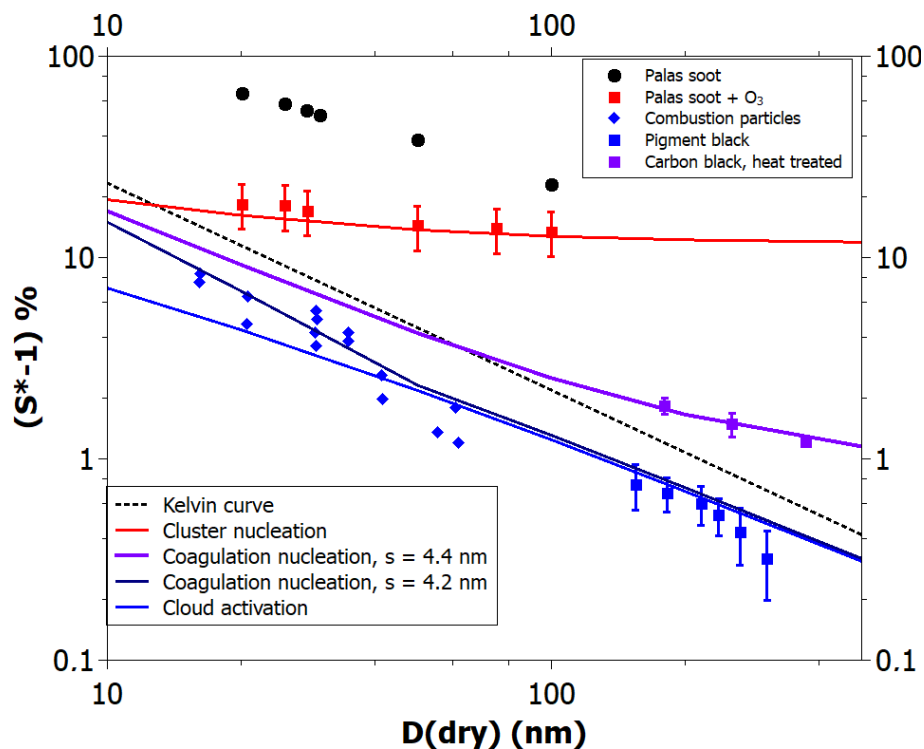 10
100
100
100
Palas soot
Palas soot + O₃
Combustion particles
Pigment black
Carbon black, heat treated
10
10
(S*-1) %
1
1
Kelvin curve
Cluster nucleation
Coagulation nucleation, s = 4.4 nm
Coagulation nucleation, s = 4.2 nm
Cloud activation
0.1
0.1
10
100
D(dry) (nm)